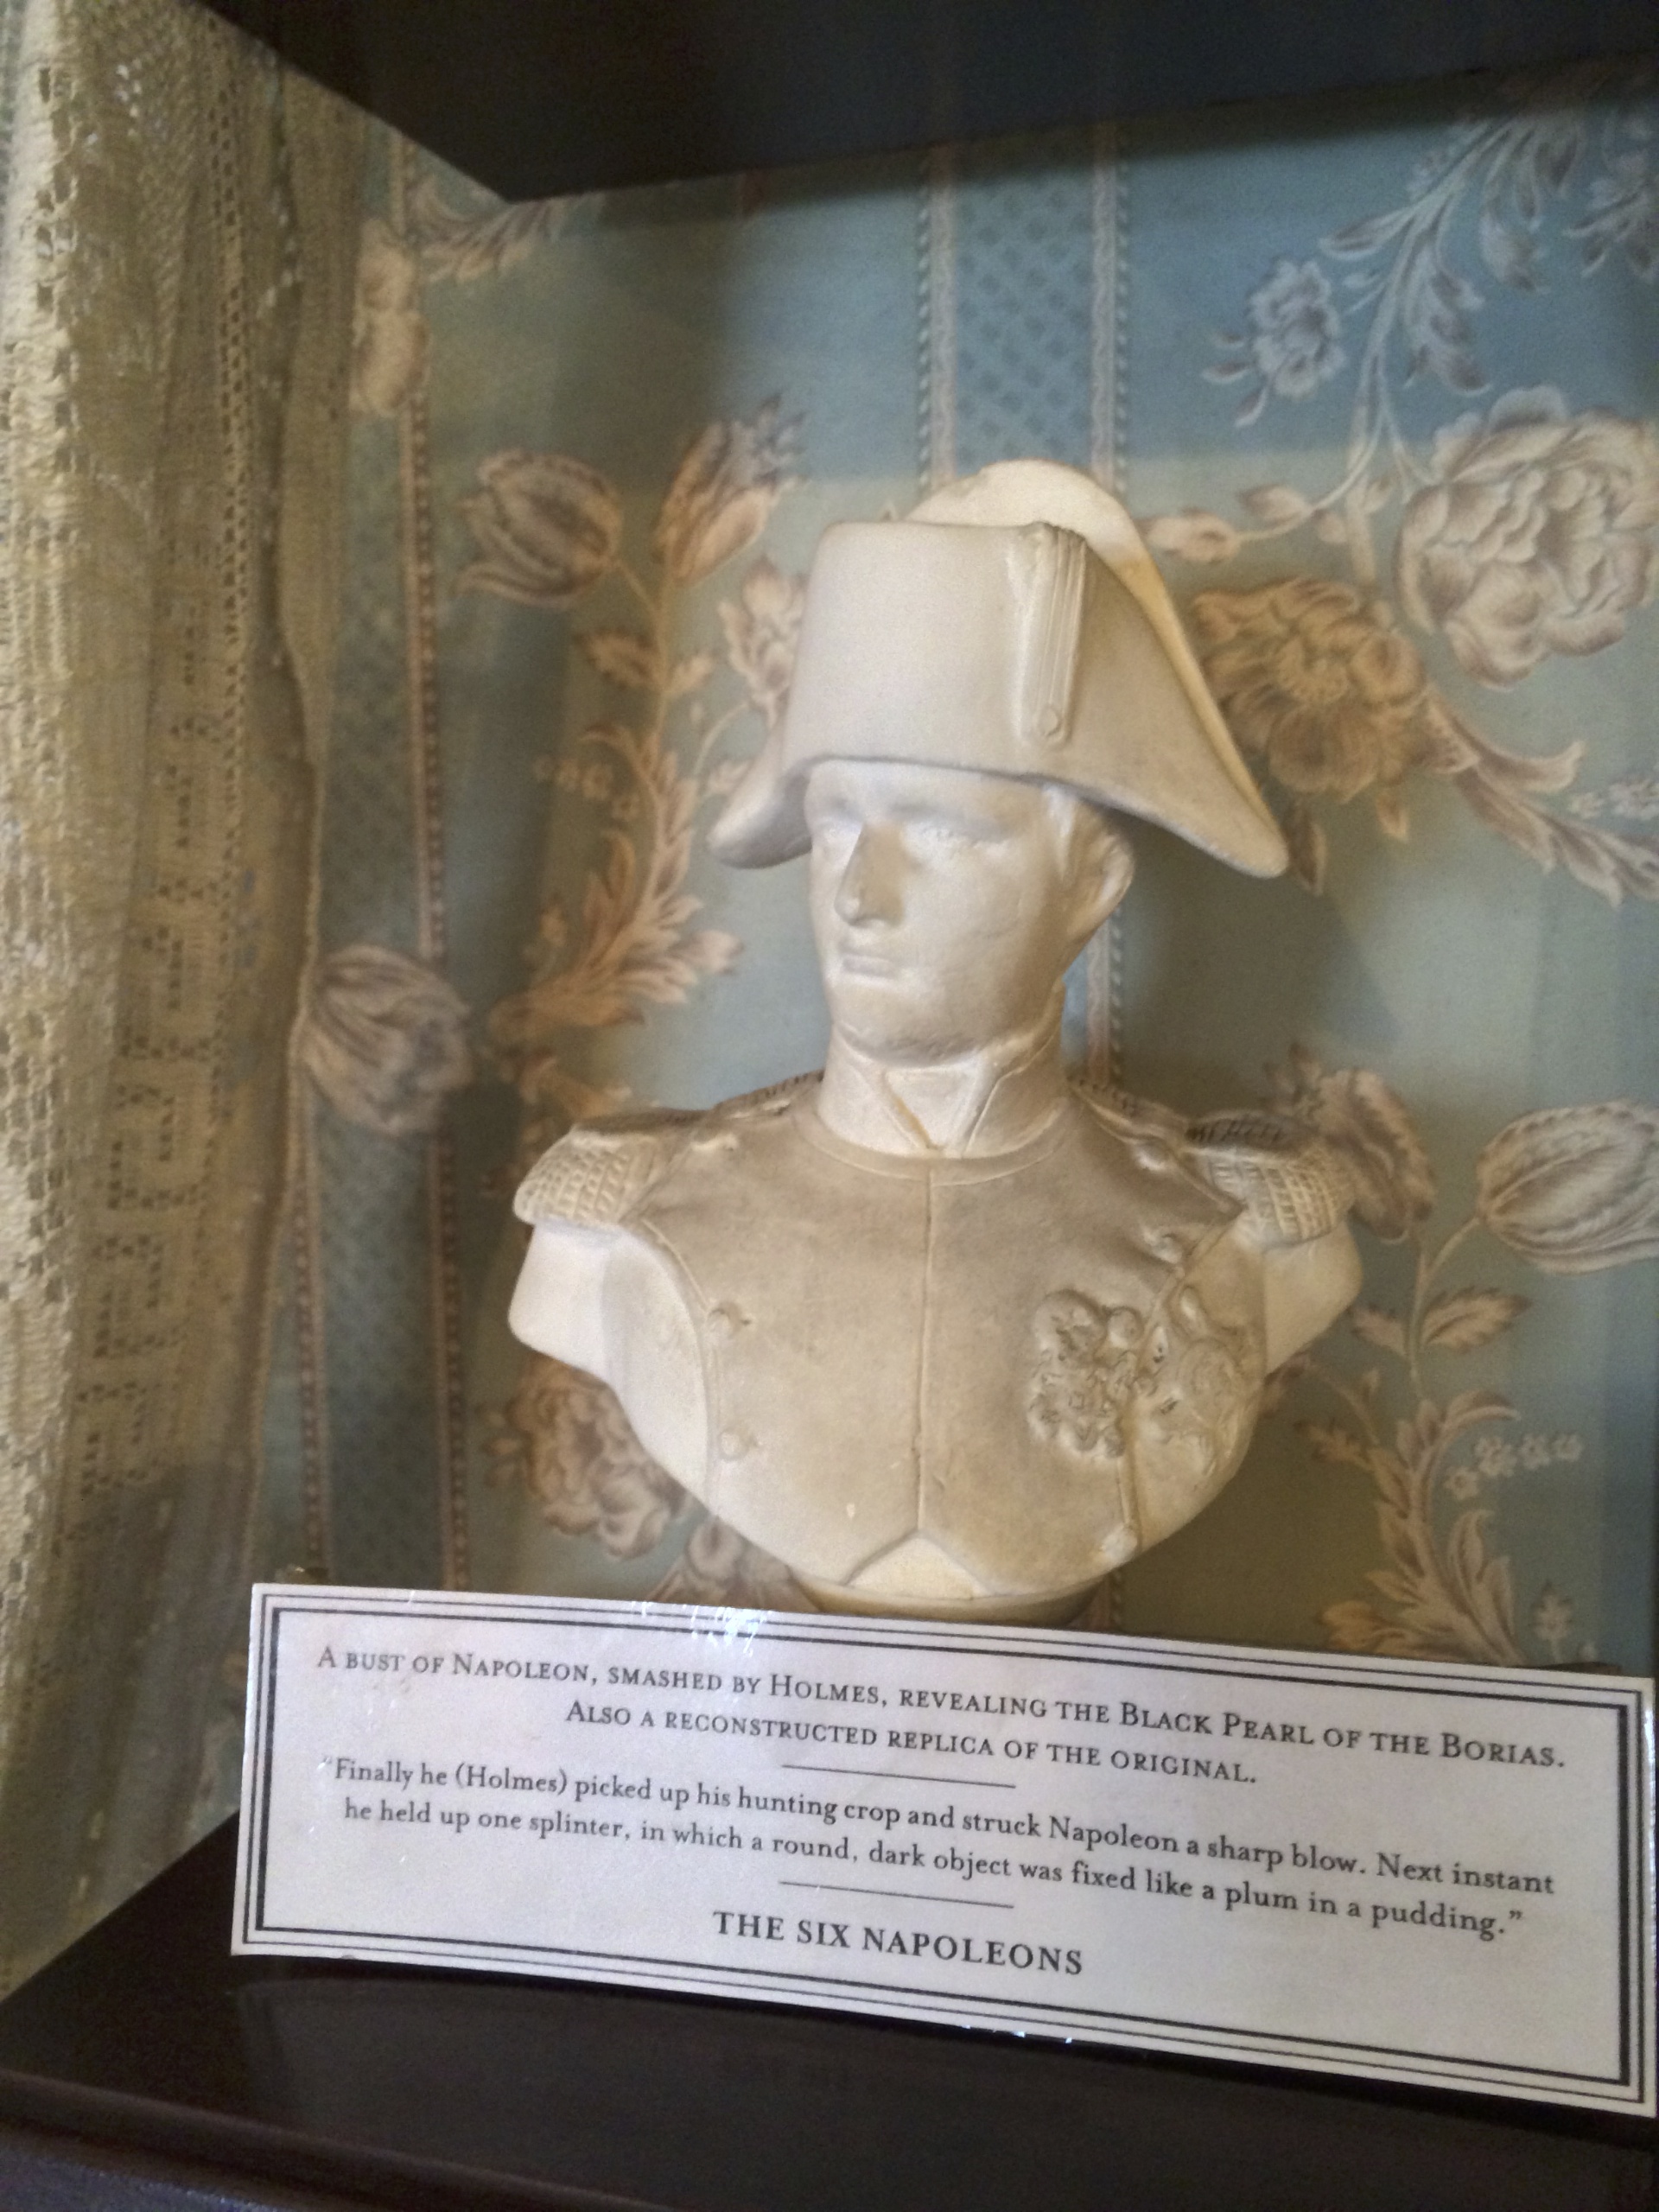 A BUST OF NAPOLEON, SMASHED BY HOLMES, REVEALING THE BLACK PEARL OF THE BORIAS.
ALSO A RECONSTRUCTED REPLICA OF THE ORIGINAL.
"Finally he (Holmes) picked up his hunting crop and struck Napoleon a sharp blow. Next instant
he held up one splinter, in which a round, dark object was fixed like a plum in a pudding."
THE SIX NAPOLEONS